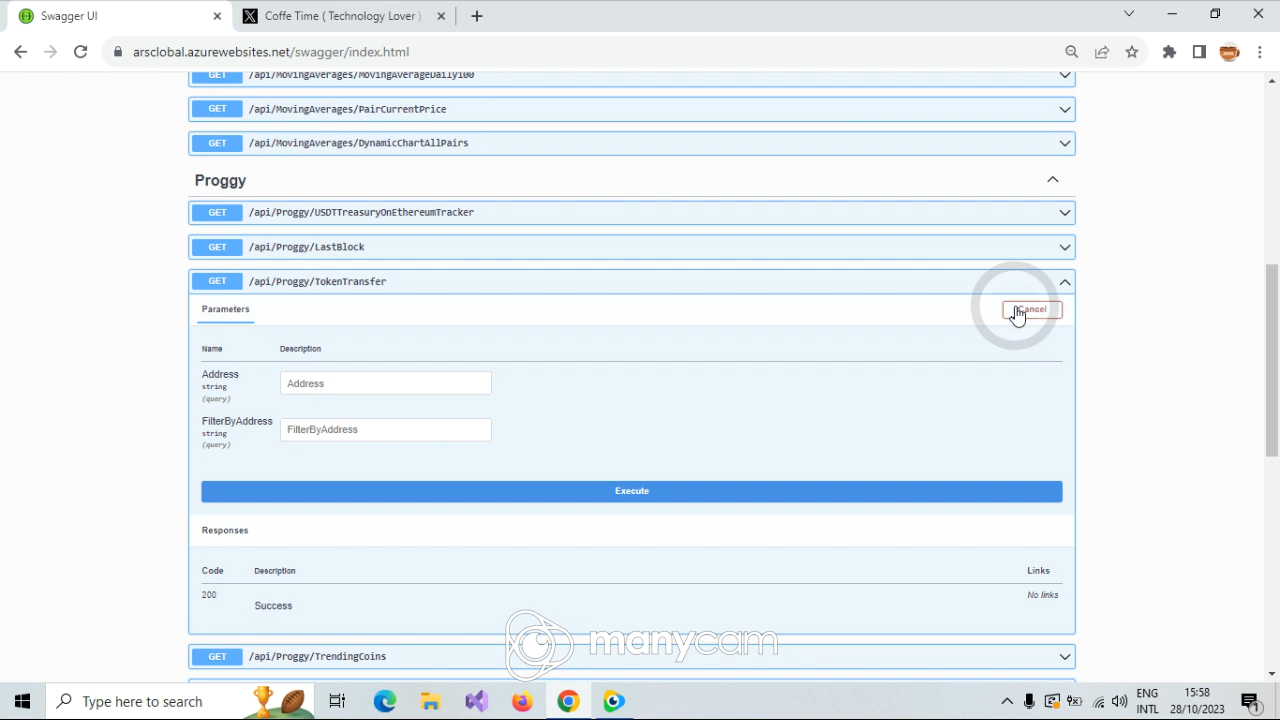 Swagger UI
Coffe Time ( Technology Lover )
arsclobal.azurewebsites.net/swagger/index.html
GET /api/MovingAverages/MovingAverageDaily100
GET /api/MovingAverages/PairCurrentPrice
GET /api/MovingAverages/DynamicChartAllPairs
Proggy
GET /api/Proggy/USDTTreasuryOnEthereumTracker
GET /api/Proggy/LastBlock
GET /api/Proggy/TokenTransfer
Parameters
Cancel
Name Description
Address
string
(query)
Address
FilterByAddress
string
(query)
FilterByAddress
Execute
Responses
Code Description Links
200 Success No links
manycam
GET /api/Proggy/TrendingCoins
Type here to search
ENG
INTL
15:58
28/10/2023
1